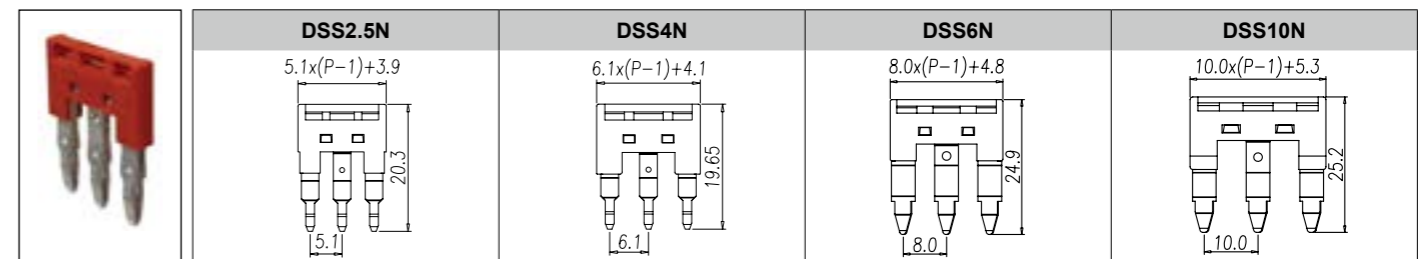 DSS2.5N DSS4N DSS6N DSS10N
5.1x(P-1)+3.9 6.1x(P-1)+4.1 8.0x(P-1)+4.8 10.0x(P-1)+5.3
20.3 19.65 24.9 25.2
5.1 6.1 8.0 10.0